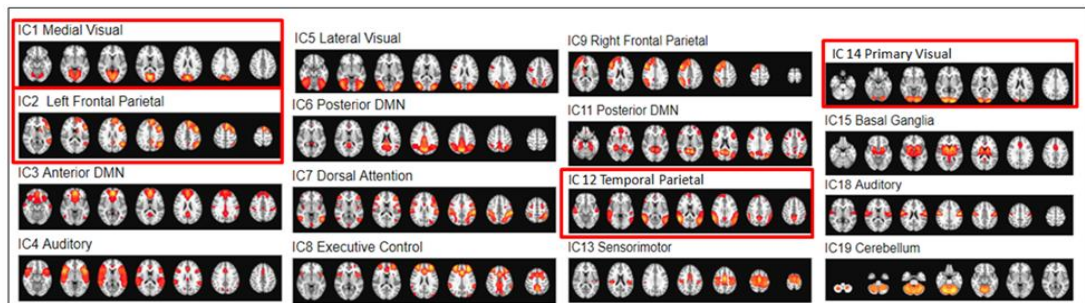 IC1 Medial Visual
IC2 Left Frontal Parietal
IC3 Anterior DMN
IC4 Auditory
IC5 Lateral Visual
IC6 Posterior DMN
IC7 Dorsal Attention
IC8 Executive Control
IC9 Right Frontal Parietal
IC11 Posterior DMN
IC 12 Temporal Parietal
IC13 Sensorimotor
IC 14 Primary Visual
IC15 Basal Ganglia
IC18 Auditory
IC19 Cerebellum